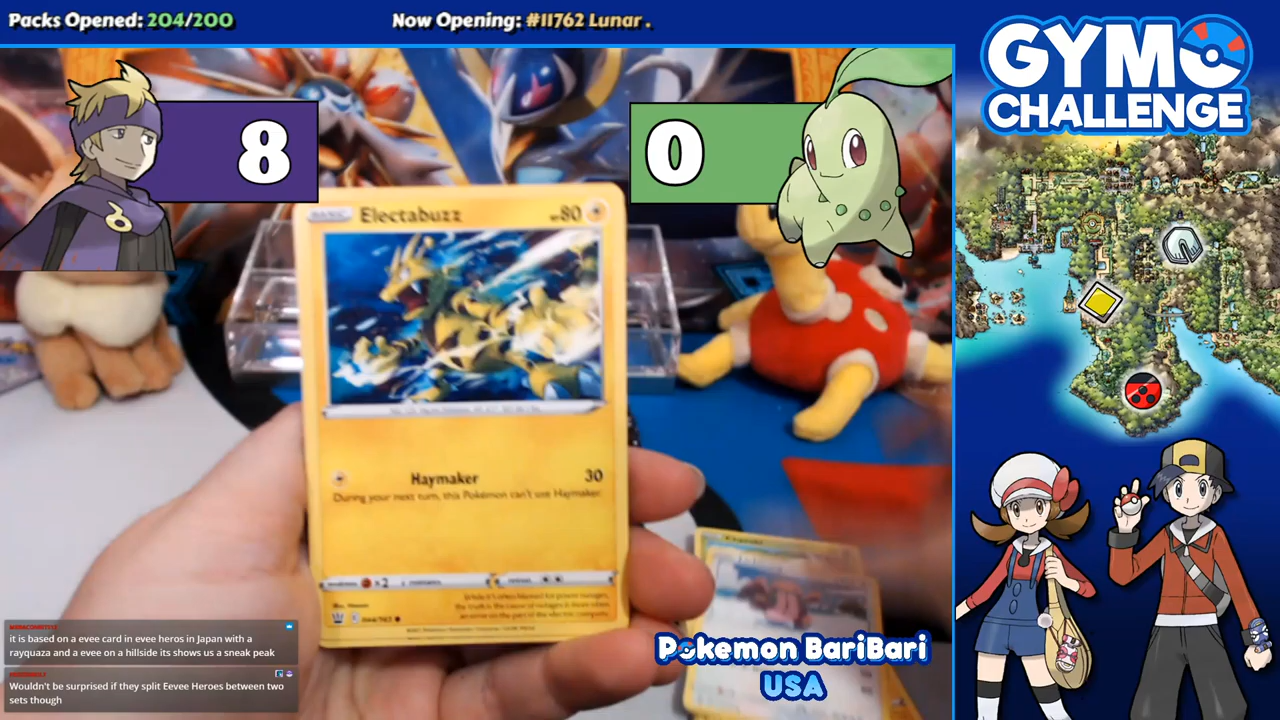 Packs Opened: 204/200
Now Opening: #11762 Lunar .
GYM
CHALLENGE
8
0
BASIC
Electabuzz
HP80
Haymaker 30
During your next turn, this Pokémon can't use Haymaker.
weakness x2
it is based on a evee card in evee heros in Japan with a
rayquaza and a evee on a hillside its shows us a sneak peak
Wouldn't be surprised if they split Eevee Heroes between two
sets though
Pokemon BariBari
USA